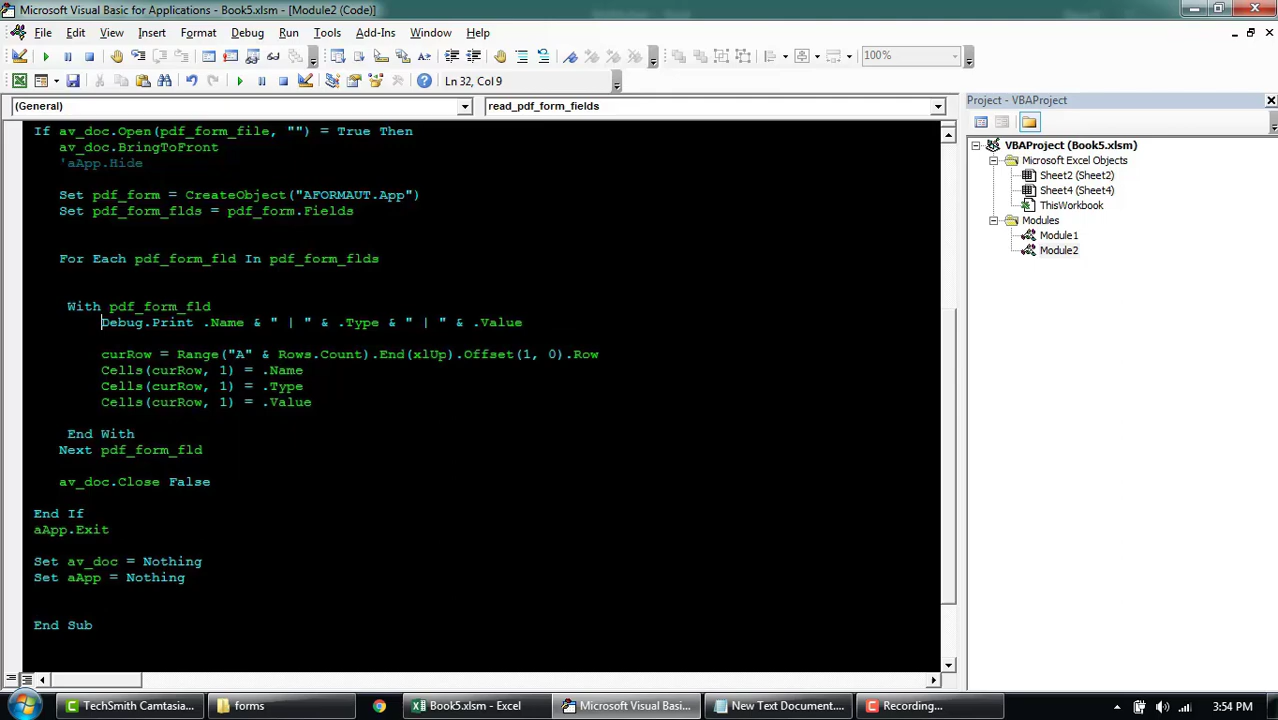 Microsoft Visual Basic for Applications - Book5.xlsm - [Module2 (Code)]
File Edit View Insert Format Debug Run Tools Add-Ins Window Help
100%
Ln 32, Col 9
(General) read_pdf_form_fields
If av_doc.Open(pdf_form_file, "") = True Then
av_doc.BringToFront
'aApp.Hide
Set pdf_form = CreateObject("AFORMAUT.App")
Set pdf_form_flds = pdf_form.Fields
For Each pdf_form_fld In pdf_form_flds
With pdf_form_fld
Debug.Print .Name & " | " & .Type & " | " & .Value
curRow = Range("A" & Rows.Count).End(xlUp).Offset(1, 0).Row
Cells(curRow, 1) = .Name
Cells(curRow, 1) = .Type
Cells(curRow, 1) = .Value
End With
Next pdf_form_fld
av_doc.Close False
End If
aApp.Exit
Set av_doc = Nothing
Set aApp = Nothing
End Sub
Project - VBAProject
VBAProject (Book5.xlsm)
Microsoft Excel Objects
Sheet2 (Sheet2)
Sheet4 (Sheet4)
ThisWorkbook
Modules
Module1
Module2
TechSmith Camtasia... forms Book5.xlsm - Excel Microsoft Visual Basi... New Text Document.... Recording... 3:54 PM